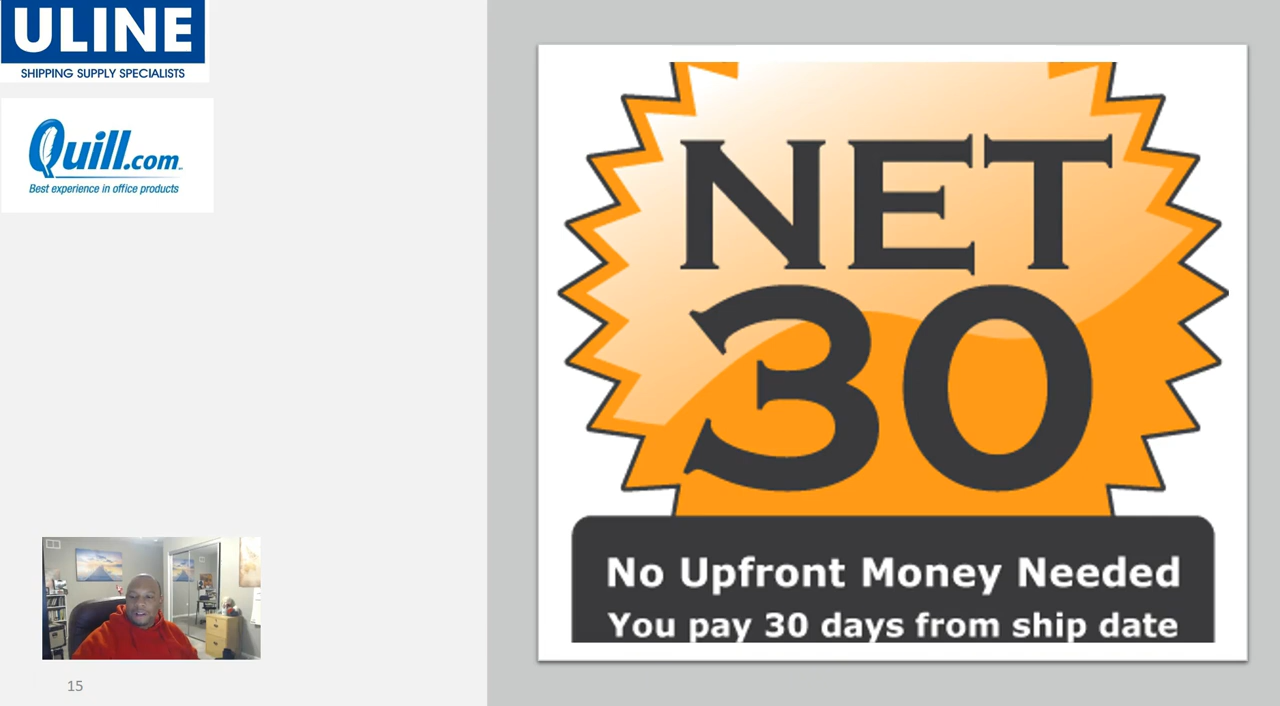 ULINE
SHIPPING SUPPLY SPECIALISTS
Quill.com
Best experience in office products
NET
30
No Upfront Money Needed
You pay 30 days from ship date
15